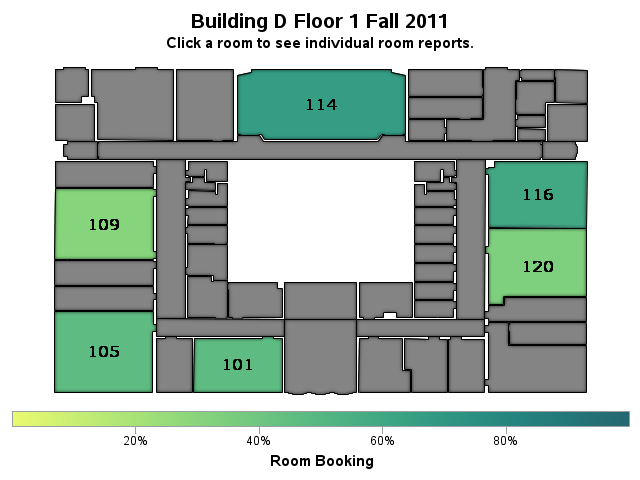 Building D Floor 1 Fall 2011
Click a room to see individual room reports.
114
116
109
120
105
101
20% 40% 60% 80%
Room Booking